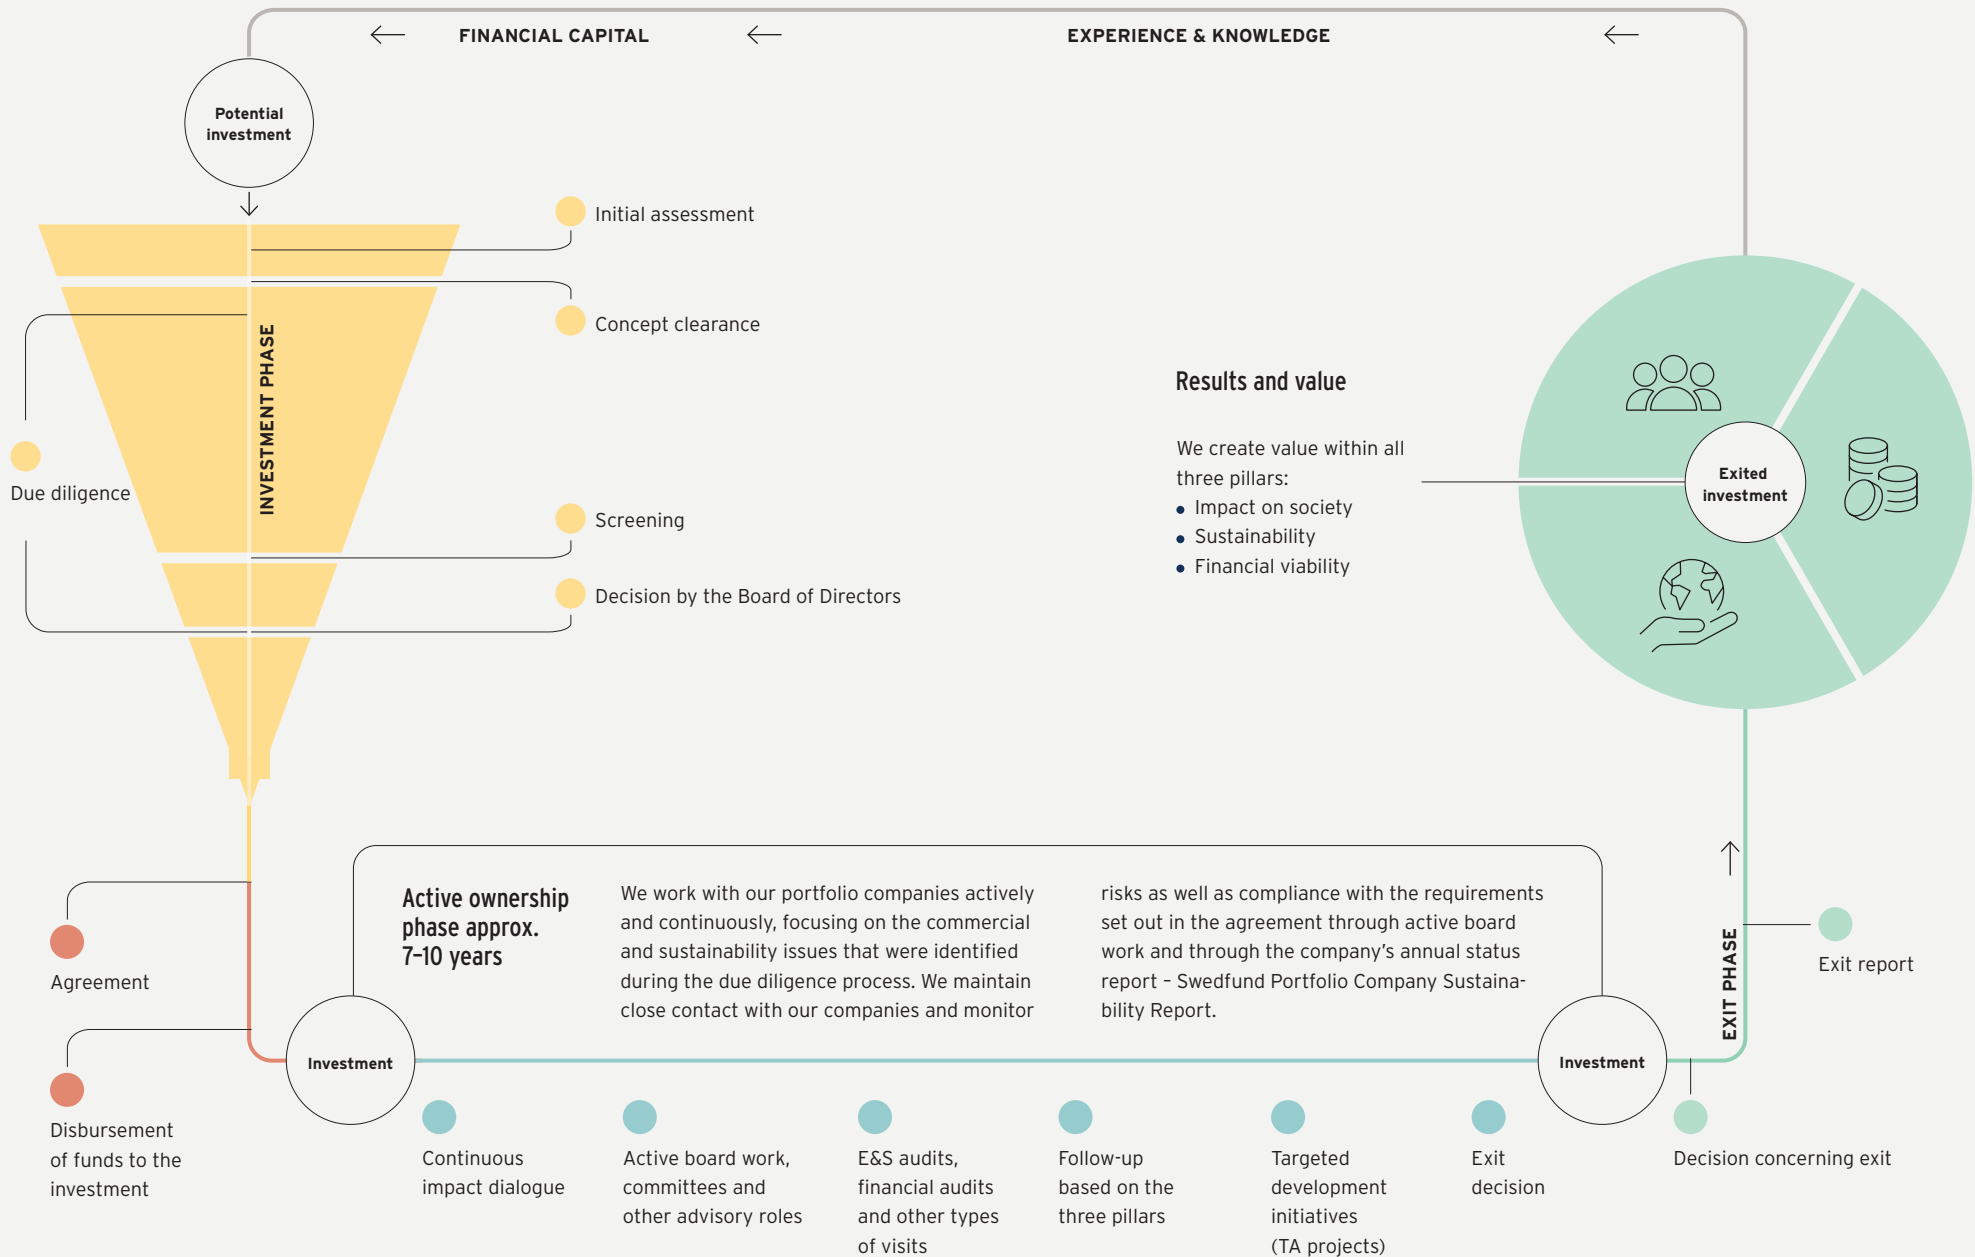 FINANCIAL CAPITAL
EXPERIENCE & KNOWLEDGE
Potential
investment
Initial assessment
Concept clearance
INVESTMENT PHASE
Due diligence
Screening
Decision by the Board of Directors
Results and value
We create value within all
three pillars:
• Impact on society
• Sustainability
• Financial viability
Exited
investment
Agreement
Disbursement
of funds to the
investment
Investment
Active ownership
phase approx.
7–10 years
We work with our portfolio companies actively
and continuously, focusing on the commercial
and sustainability issues that were identified
during the due diligence process. We maintain
close contact with our companies and monitor
risks as well as compliance with the requirements
set out in the agreement through active board
work and through the company’s annual status
report – Swedfund Portfolio Company Sustaina-
bility Report.
Investment
EXIT PHASE
Exit report
Continuous
impact dialogue
Active board work,
committees and
other advisory roles
E&S audits,
financial audits
and other types
of visits
Follow-up
based on the
three pillars
Targeted
development
initiatives
(TA projects)
Exit
decision
Decision concerning exit